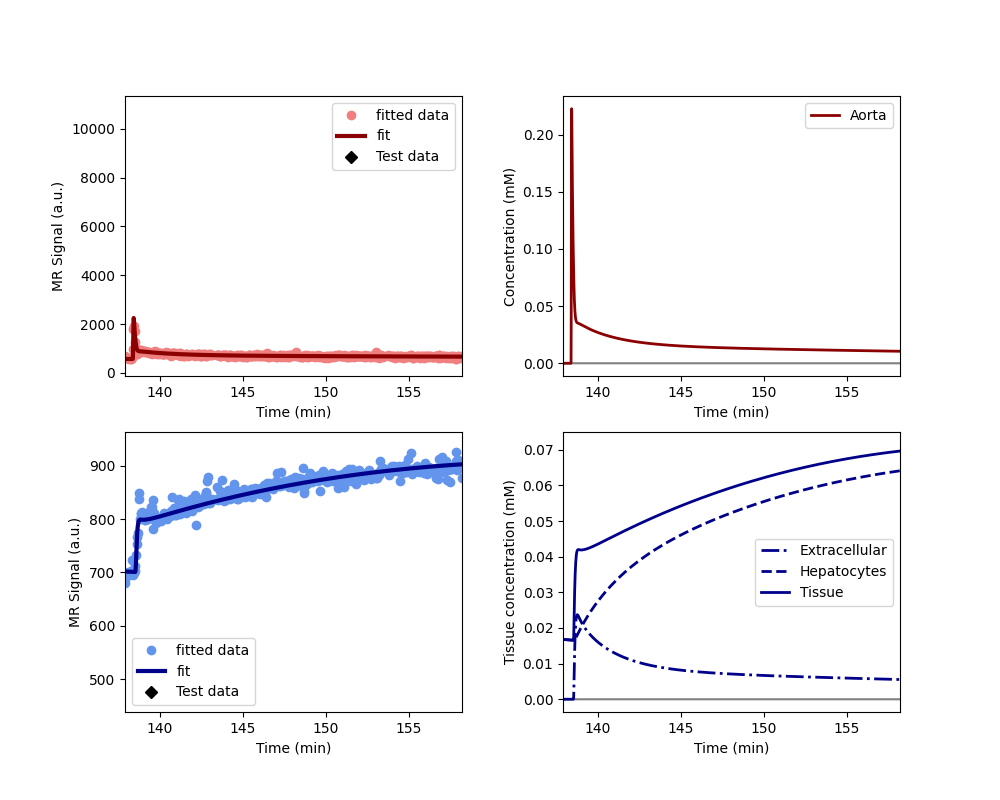 10000
8000
6000
4000
2000
0
MR Signal (a.u.)
fitted data
fit
Test data
140
145
150
155
Time (min)
0.20
0.15
0.10
0.05
0.00
Concentration (mM)
Aorta
140
145
150
155
Time (min)
900
800
700
600
500
MR Signal (a.u.)
fitted data
fit
Test data
140
145
150
155
Time (min)
0.07
0.06
0.05
0.04
0.03
0.02
0.01
0.00
Tissue concentration (mM)
Extracellular
Hepatocytes
Tissue
140
145
150
155
Time (min)